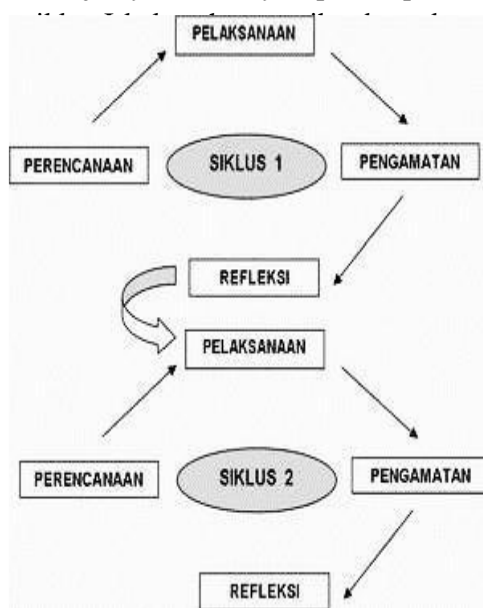 PELAKSANAAN
PERENCANAAN
SIKLUS 1
PENGAMATAN
REFLEKSI
PELAKSANAAN
PERENCANAAN
SIKLUS 2
PENGAMATAN
REFLEKSI